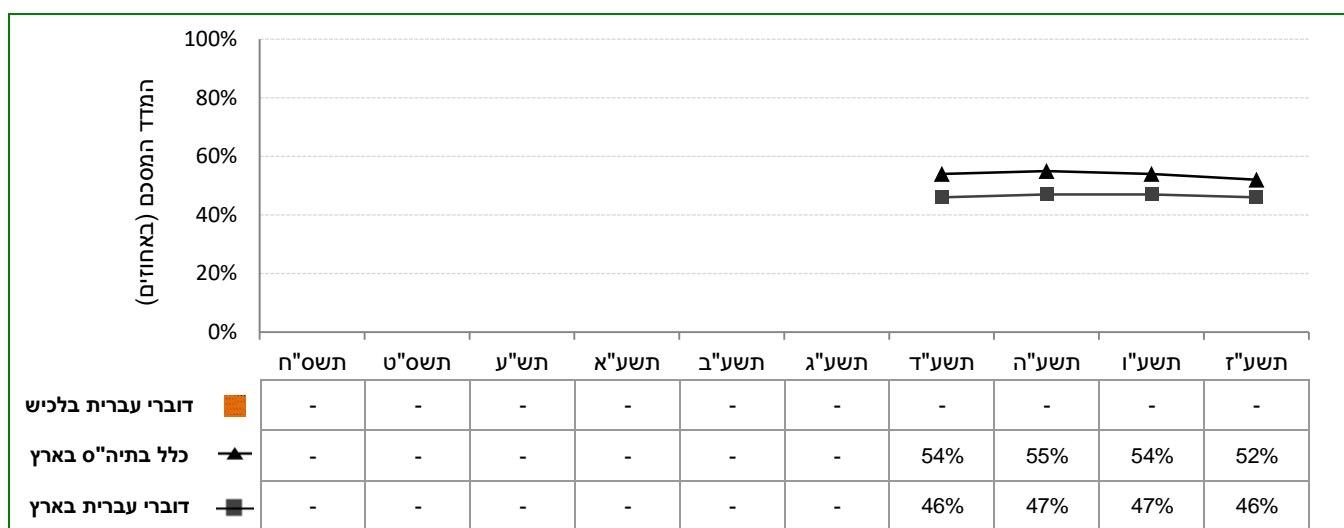 100%
80%
60%
40%
20%
0%
המדד המסכם (באחוזים)
תשס"ח תשס"ט תש"ע תשע"א תשע"ב תשע"ג תשע"ד תשע"ה תשע"ו תשע"ז
דוברי עברית בלכיש - - - - - - - - - -
כלל בתיה"ס בארץ - - - - - - 54% 55% 54% 52%
דוברי עברית בארץ - - - - - - 46% 47% 47% 46%